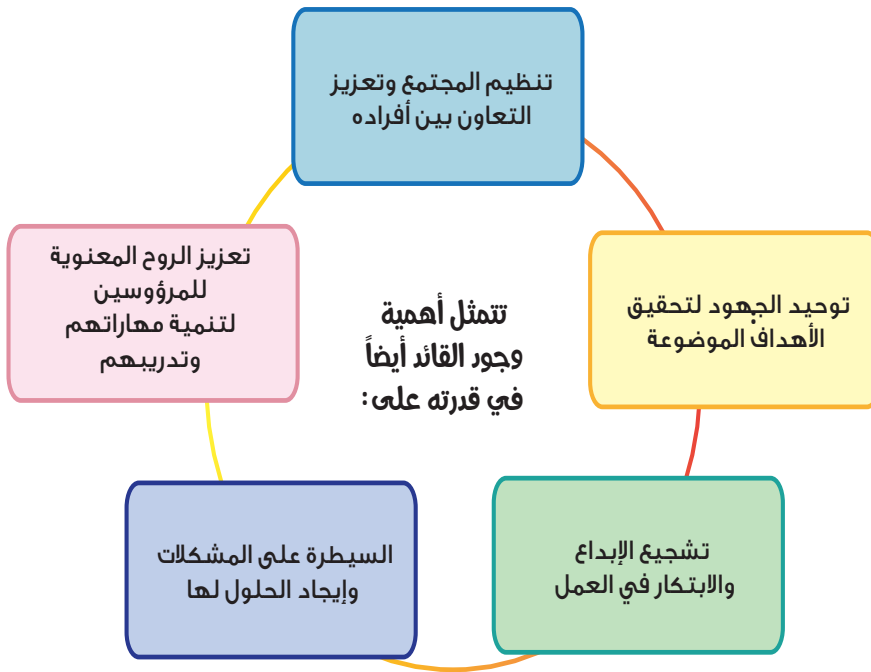 تنظيم المجتمع وتعزيز
التعاون بين أفراده
توحيد الجهود لتحقيق
الأهداف الموضوعة
تشجيع الإبداع
والابتكار في العمل
السيطرة على المشكلات
وإيجاد الحلول لها
تعزيز الروح المعنوية
للمرؤوسين
لتنمية مهاراتهم
وتدريبهم
تتمثل أهمية
وجود القائد أيضاً
في قدرته على: